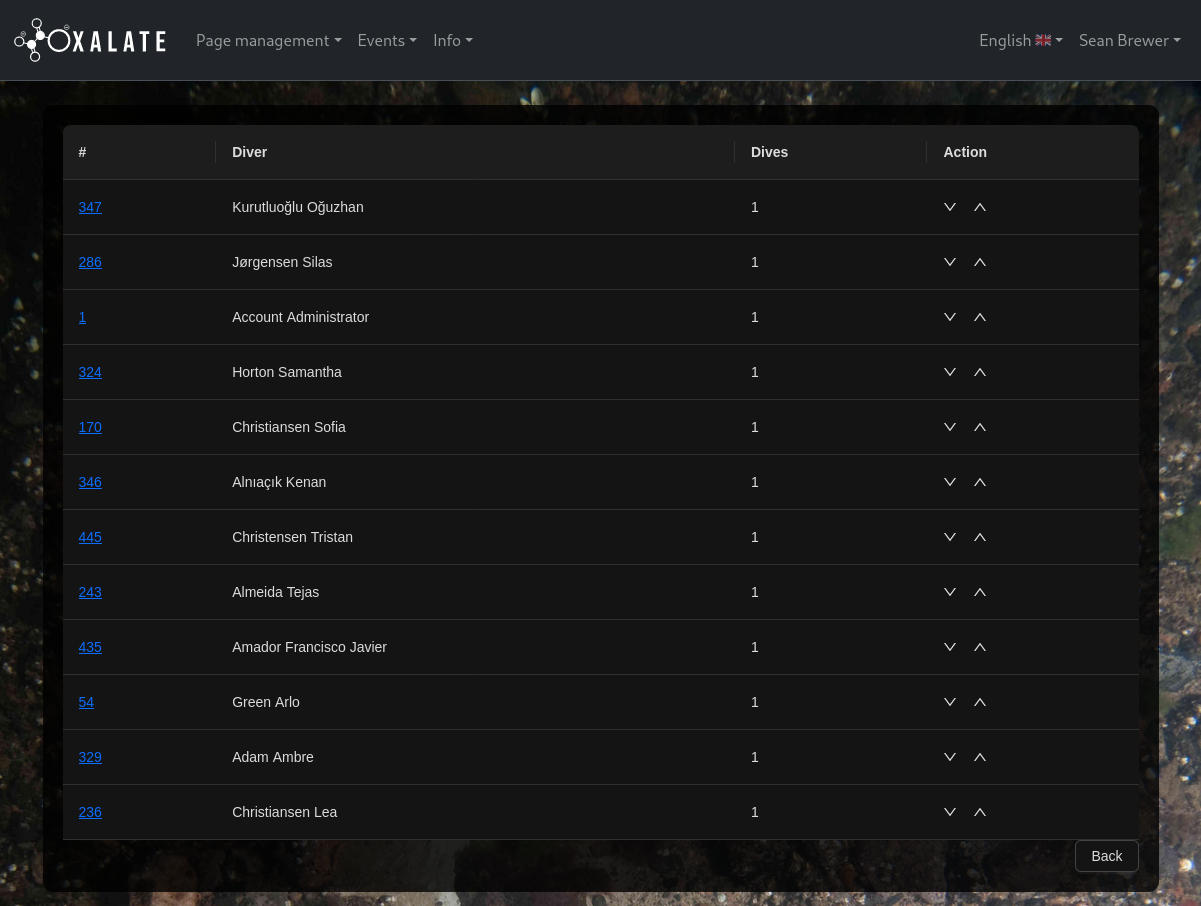 OXALATE Page management Events Info English Sean Brewer
# Diver Dives Action
347 Kurutluoğlu Oğuzhan 1
286 Jørgensen Silas 1
1 Account Administrator 1
324 Horton Samantha 1
170 Christiansen Sofia 1
346 Alnıaçık Kenan 1
445 Christensen Tristan 1
243 Almeida Tejas 1
435 Amador Francisco Javier 1
54 Green Arlo 1
329 Adam Ambre 1
236 Christiansen Lea 1
Back